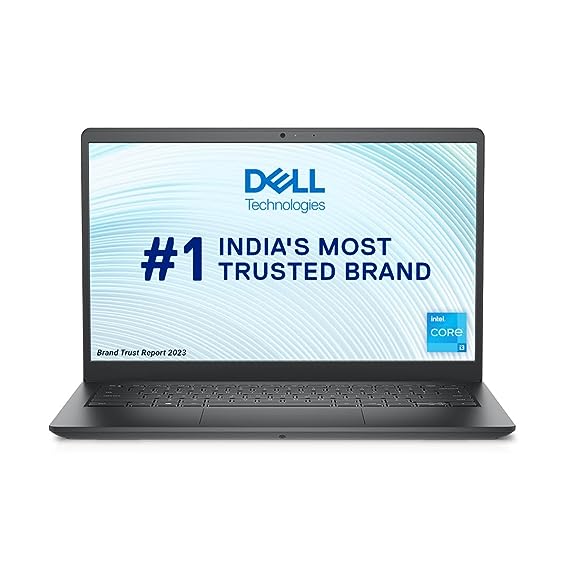 DELL
Technologies
#1 INDIA'S MOST
TRUSTED BRAND
intel
CORE
i3
Brand Trust Report 2023